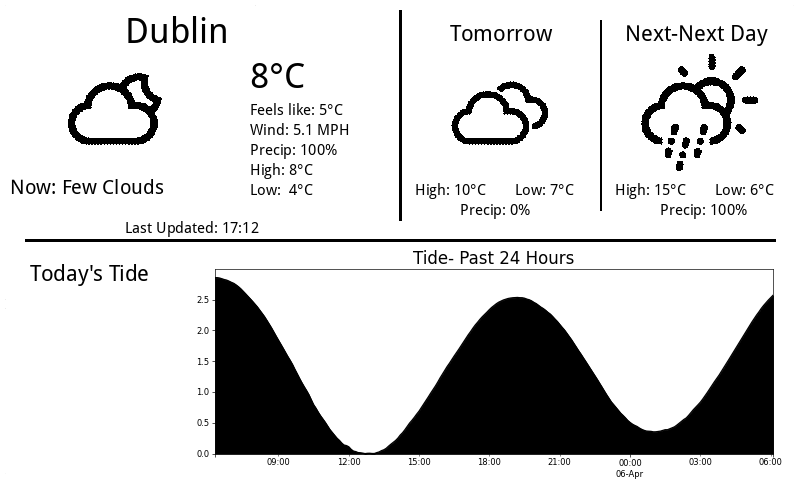 Dublin
8°C
Feels like: 5°C
Wind: 5.1 MPH
Precip: 100%
High: 8°C
Low: 4°C
Now: Few Clouds
Last Updated: 17:12
Tomorrow
High: 10°C Low: 7°C
Precip: 0%
Next-Next Day
High: 15°C Low: 6°C
Precip: 100%
Today's Tide
Tide- Past 24 Hours
2.5
2.0
1.5
1.0
0.5
0.0
09:00 12:00 15:00 18:00 21:00 00:00 03:00 06:00
06-Apr